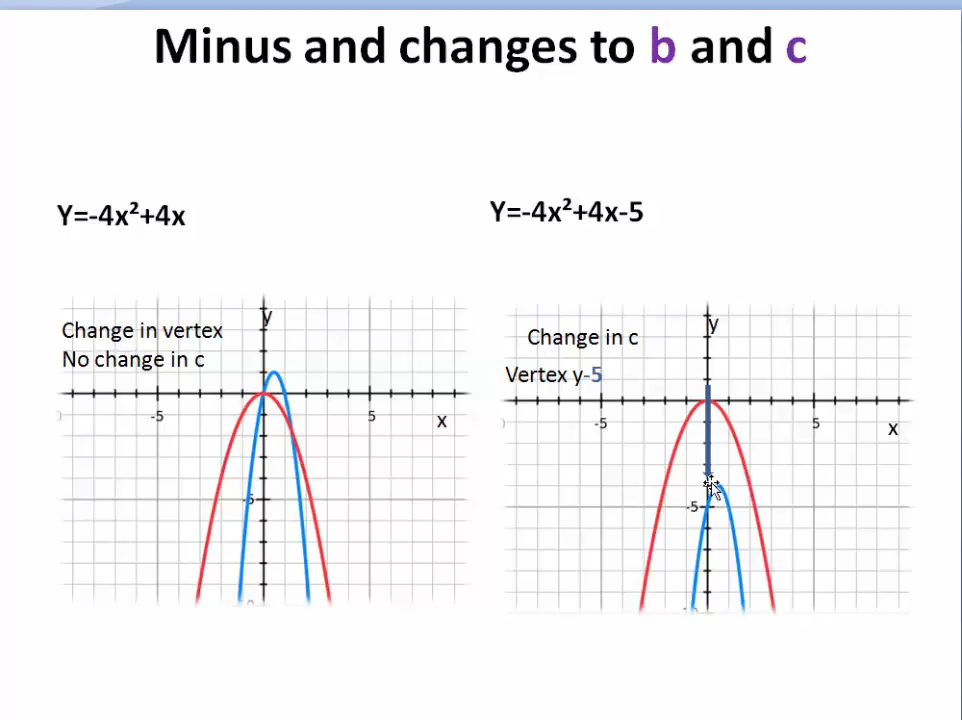 Minus and changes to b and c
Y=-4x²+4x
Y=-4x²+4x-5
Change in vertex
No change in c
y
-5
5
x
-5
Change in c
Vertex y-5
y
-5
5
x
-5